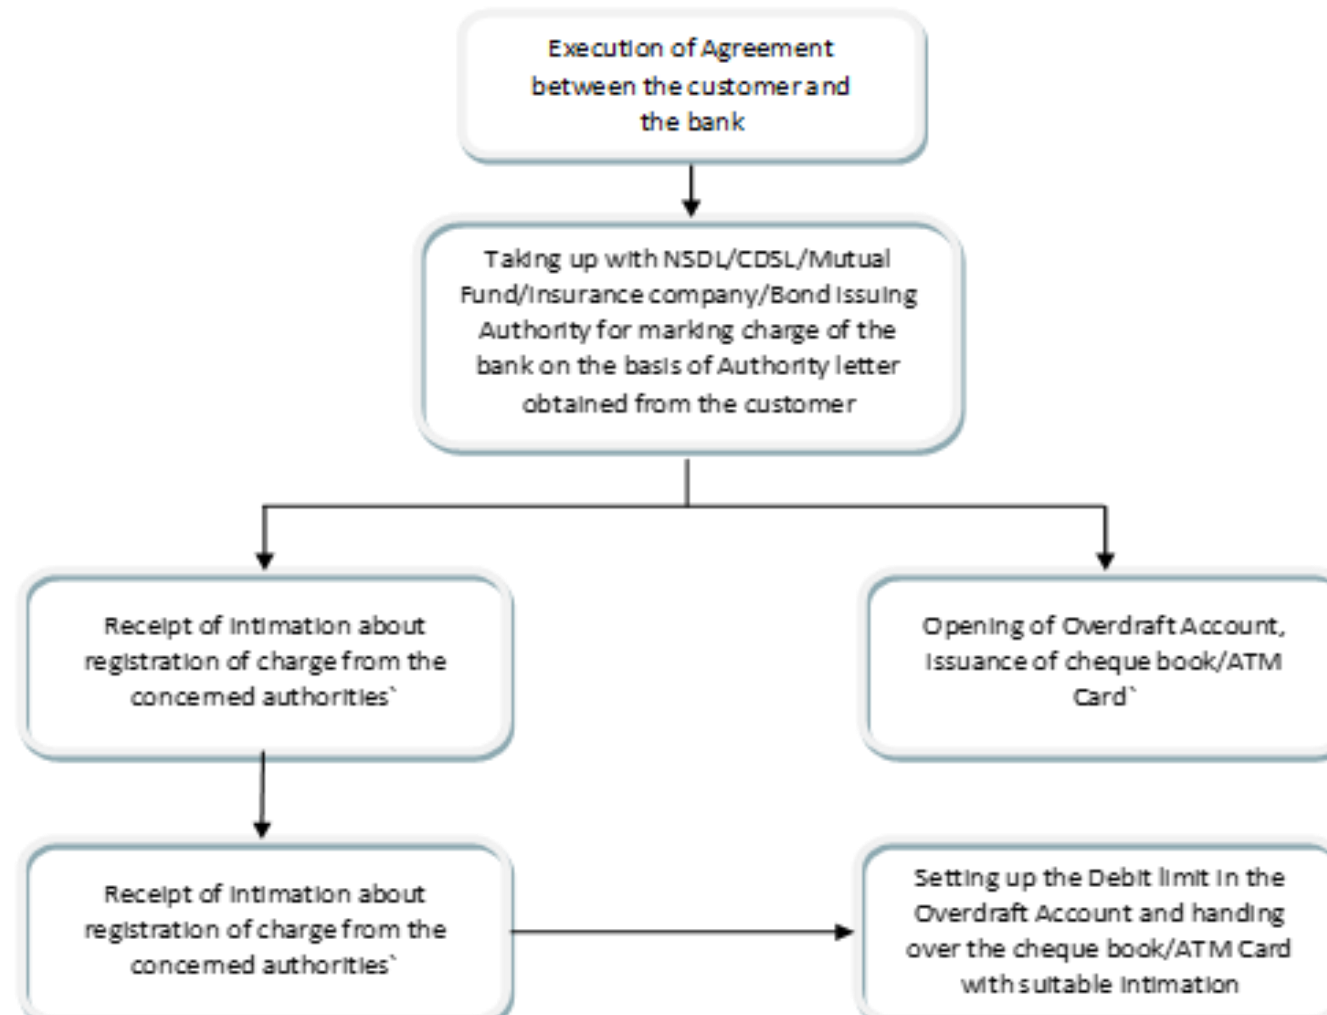 Execution of Agreement
between the customer and
the bank
Taking up with NSDL/CDSL/Mutual
Fund/Insurance company/Bond Issuing
Authority for marking charge of the
bank on the basis of Authority letter
obtained from the customer
Receipt of Intimation about
registration of charge from the
concerned authorities`
Opening of Overdraft Account,
Issuance of cheque book/ATM
Card`
Receipt of Intimation about
registration of charge from the
concerned authorities`
Setting up the Debit limit in the
Overdraft Account and handing
over the cheque book/ATM Card
with suitable Intimation